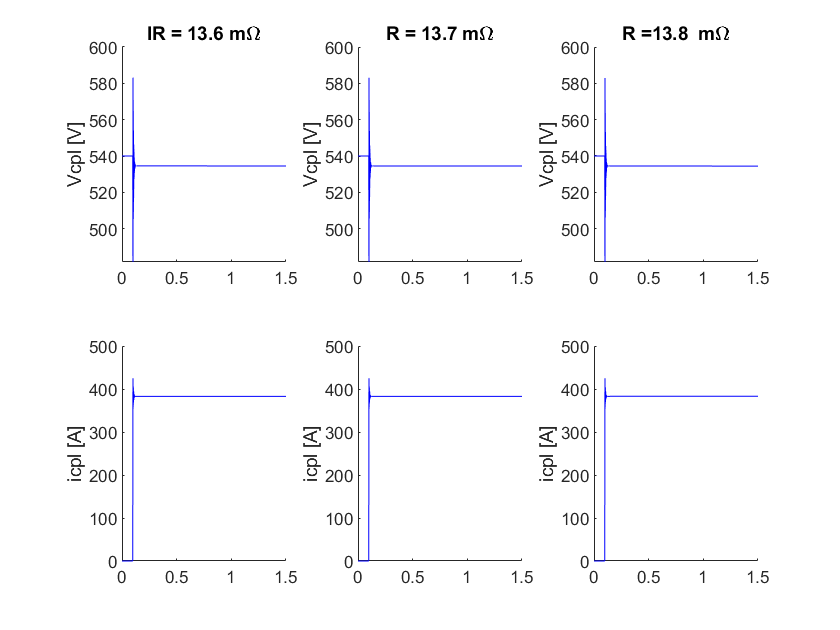 IR = 13.6 mΩ
R = 13.7 mΩ
R =13.8 mΩ
Vcpl [V]
600
580
560
540
520
500
0 0.5 1 1.5
Vcpl [V]
600
580
560
540
520
500
0 0.5 1 1.5
Vcpl [V]
600
580
560
540
520
500
0 0.5 1 1.5
icpl [A]
500
400
300
200
100
0
0 0.5 1 1.5
icpl [A]
500
400
300
200
100
0
0 0.5 1 1.5
icpl [A]
500
400
300
200
100
0
0 0.5 1 1.5